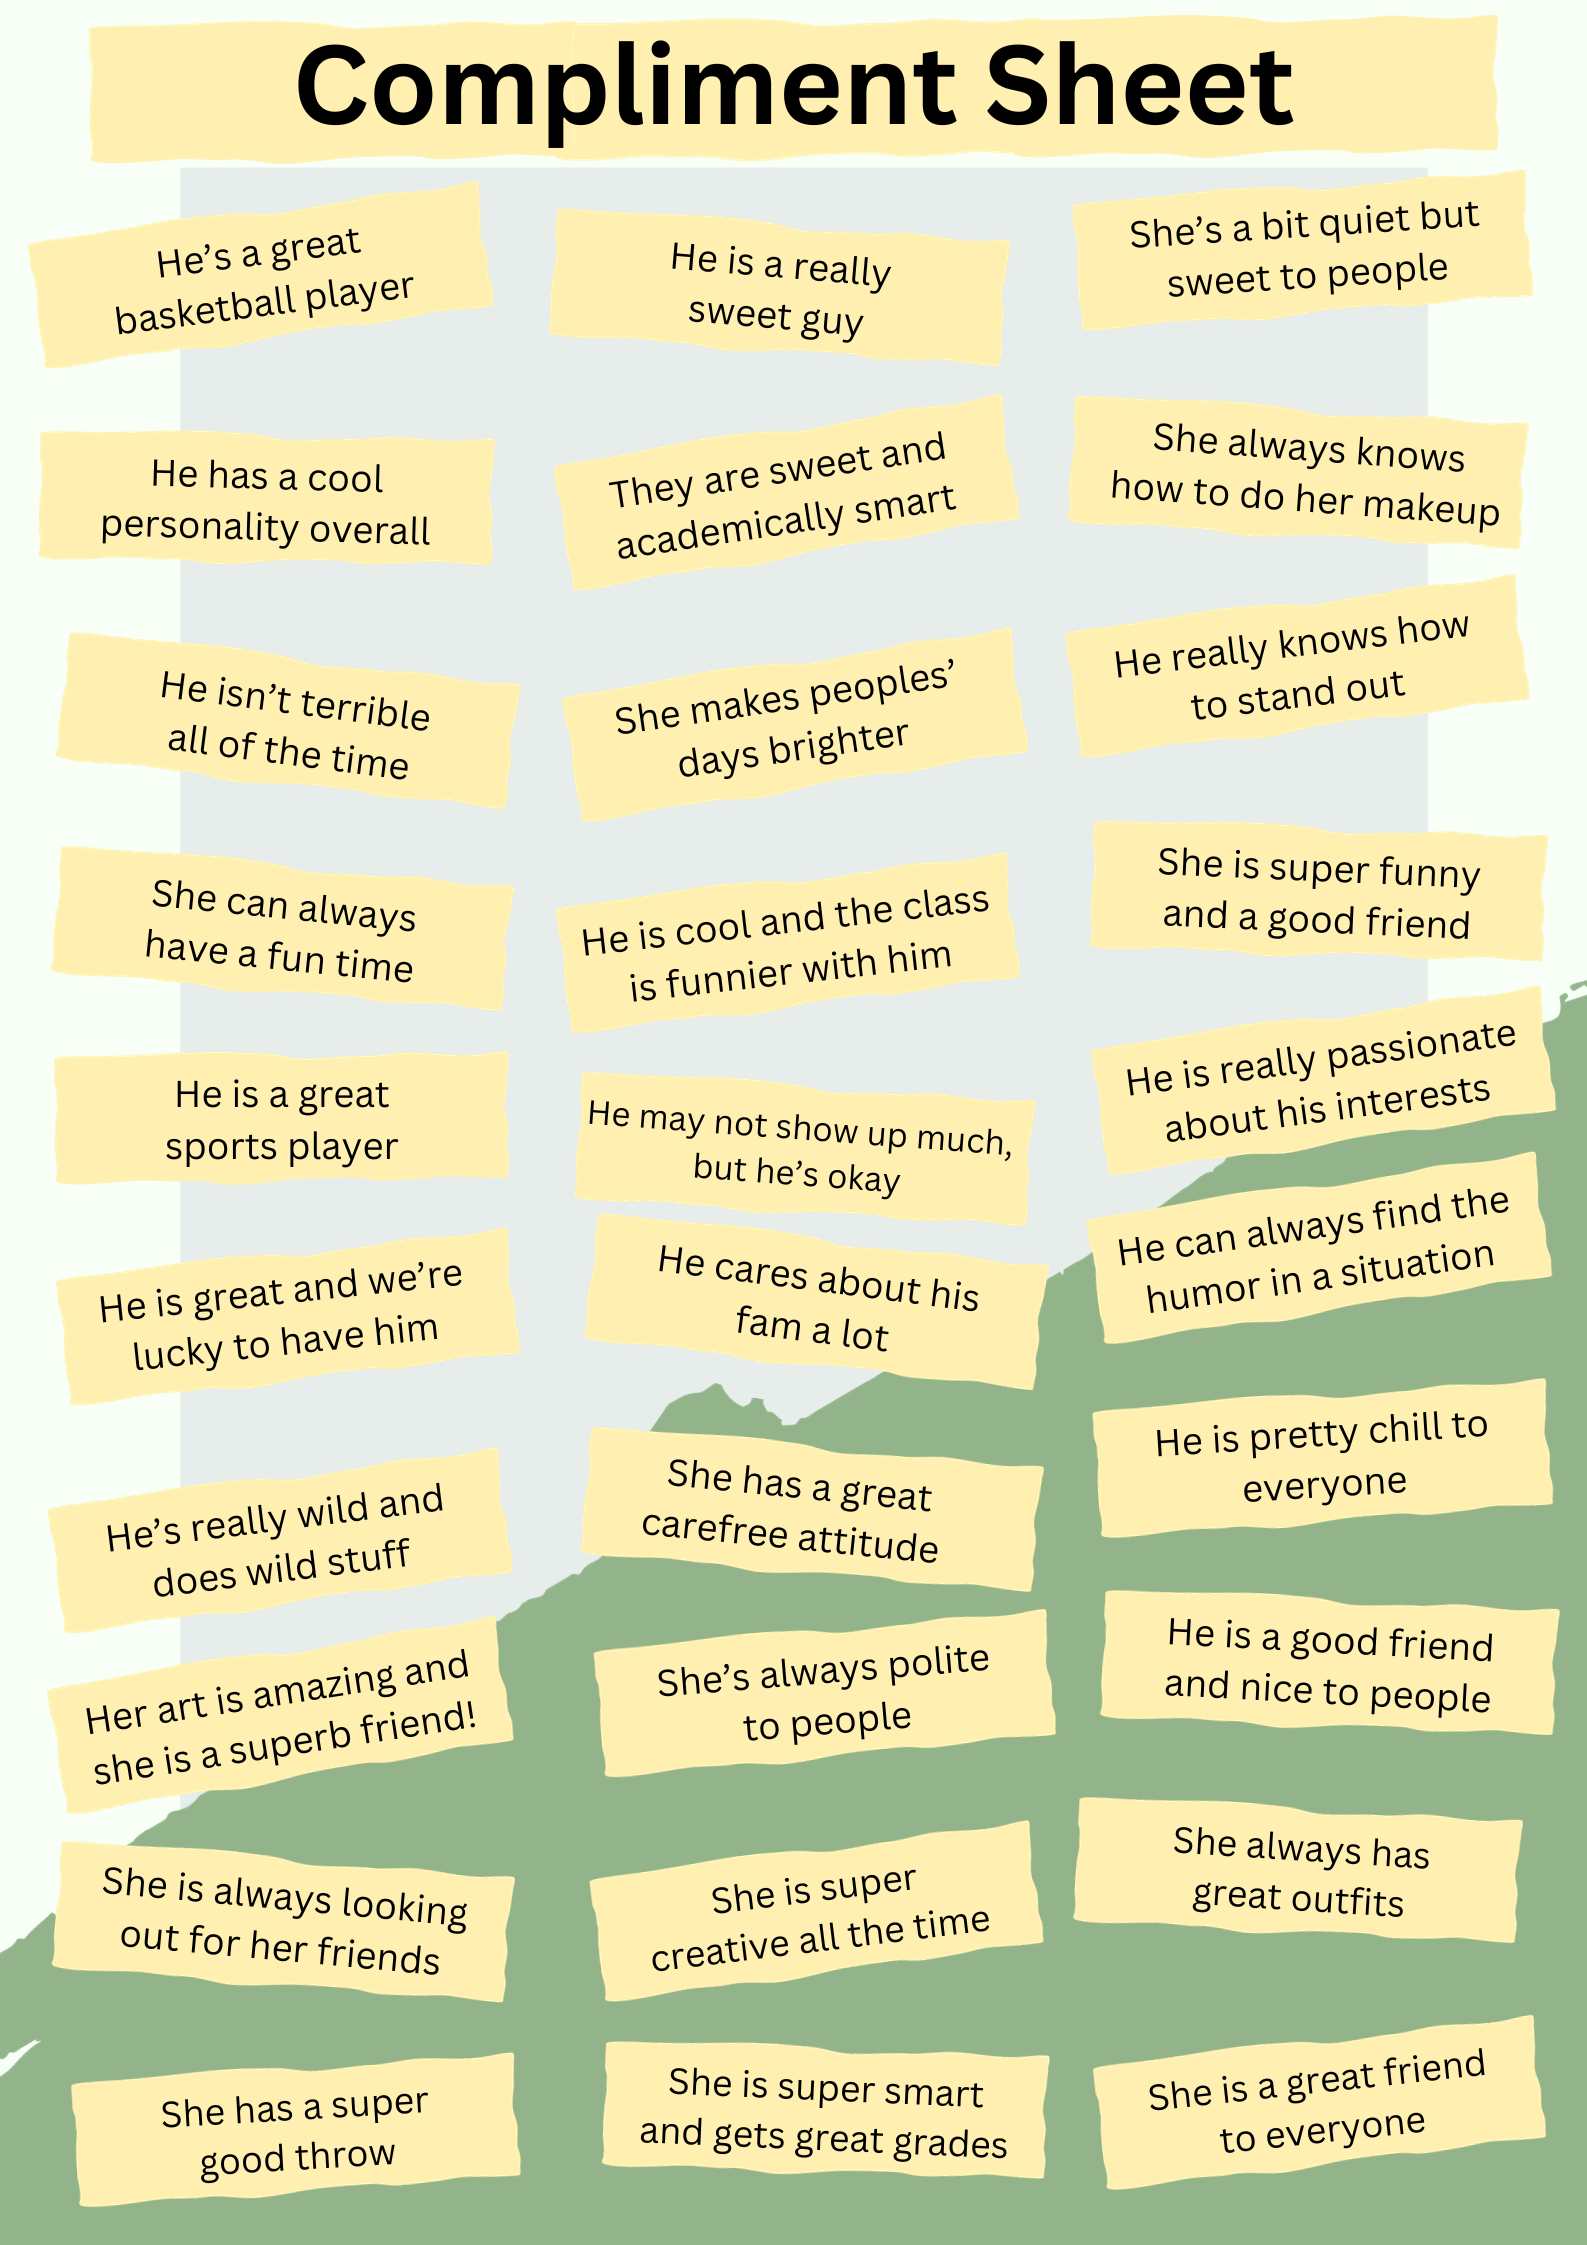 Compliment Sheet
He's a great
basketball player
He is a really
sweet guy
She's a bit quiet but
sweet to people
He has a cool
personality overall
They are sweet and
academically smart
She always knows
how to do her makeup
He isn't terrible
all of the time
She makes peoples'
days brighter
He really knows how
to stand out
She can always
have a fun time
He is cool and the class
is funnier with him
She is super funny
and a good friend
He is a great
sports player
He may not show up much,
but he's okay
He is really passionate
about his interests
He is great and we're
lucky to have him
He cares about his
fam a lot
He can always find the
humor in a situation
He's really wild and
does wild stuff
She has a great
carefree attitude
He is pretty chill to
everyone
Her art is amazing and
she is a superb friend!
She's always polite
to people
He is a good friend
and nice to people
She is always looking
out for her friends
She is super
creative all the time
She always has
great outfits
She has a super
good throw
She is super smart
and gets great grades
She is a great friend
to everyone